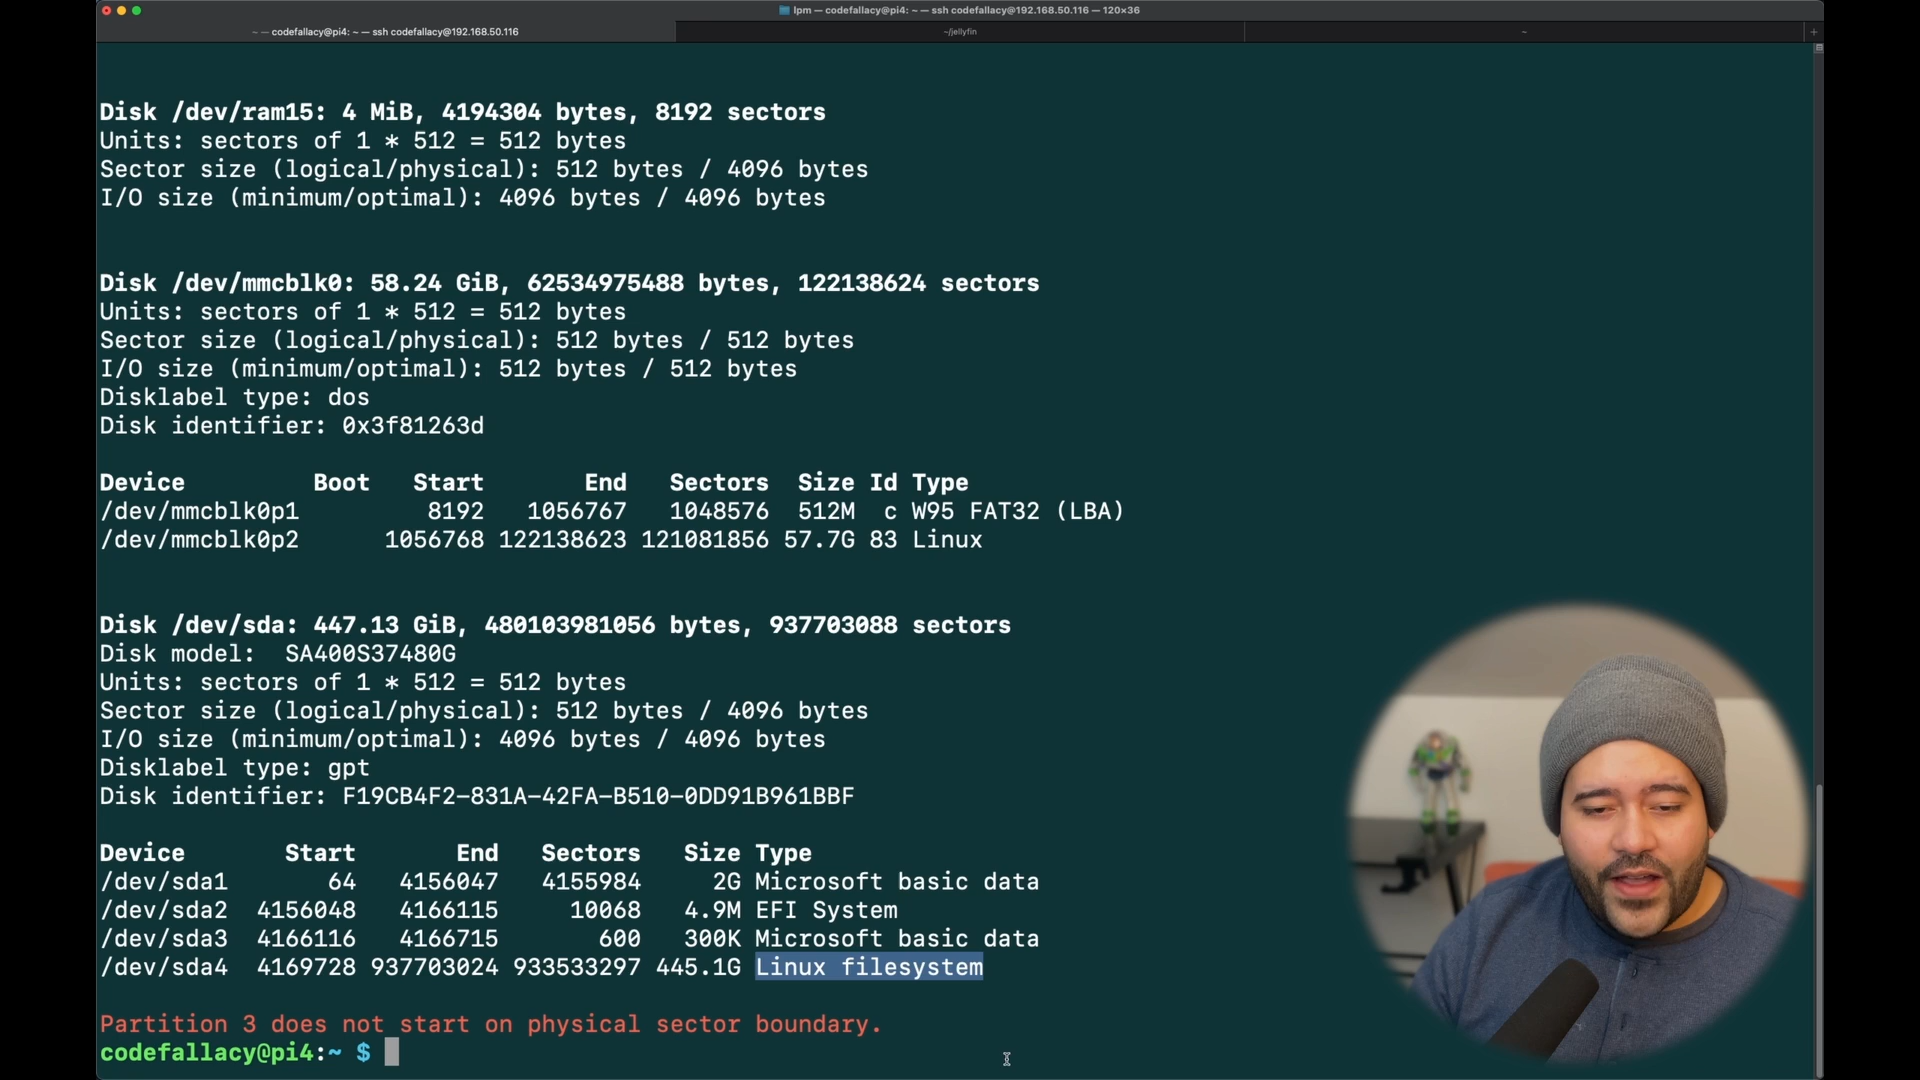 lpm — codefallacy@pi4: ~ — ssh codefallacy@192.168.50.116 — 120×36
~ — codefallacy@pi4: ~ — ssh codefallacy@192.168.50.116
~/jellyfin
~
+
Disk /dev/ram15: 4 MiB, 4194304 bytes, 8192 sectors
Units: sectors of 1 * 512 = 512 bytes
Sector size (logical/physical): 512 bytes / 4096 bytes
I/O size (minimum/optimal): 4096 bytes / 4096 bytes
Disk /dev/mmcblk0: 58.24 GiB, 62534975488 bytes, 122138624 sectors
Units: sectors of 1 * 512 = 512 bytes
Sector size (logical/physical): 512 bytes / 512 bytes
I/O size (minimum/optimal): 512 bytes / 512 bytes
Disklabel type: dos
Disk identifier: 0x3f81263d
Device Boot Start End Sectors Size Id Type
/dev/mmcblk0p1 8192 1056767 1048576 512M c W95 FAT32 (LBA)
/dev/mmcblk0p2 1056768 122138623 121081856 57.7G 83 Linux
Disk /dev/sda: 447.13 GiB, 480103981056 bytes, 937703088 sectors
Disk model: SA400S37480G
Units: sectors of 1 * 512 = 512 bytes
Sector size (logical/physical): 512 bytes / 4096 bytes
I/O size (minimum/optimal): 4096 bytes / 4096 bytes
Disklabel type: gpt
Disk identifier: F19CB4F2-831A-42FA-B510-0DD91B961BBF
Device Start End Sectors Size Type
/dev/sda1 64 4156047 4155984 2G Microsoft basic data
/dev/sda2 4156048 4166115 10068 4.9M EFI System
/dev/sda3 4166116 4166715 600 300K Microsoft basic data
/dev/sda4 4169728 937703024 933533297 445.1G Linux filesystem
Partition 3 does not start on physical sector boundary.
codefallacy@pi4:~ $